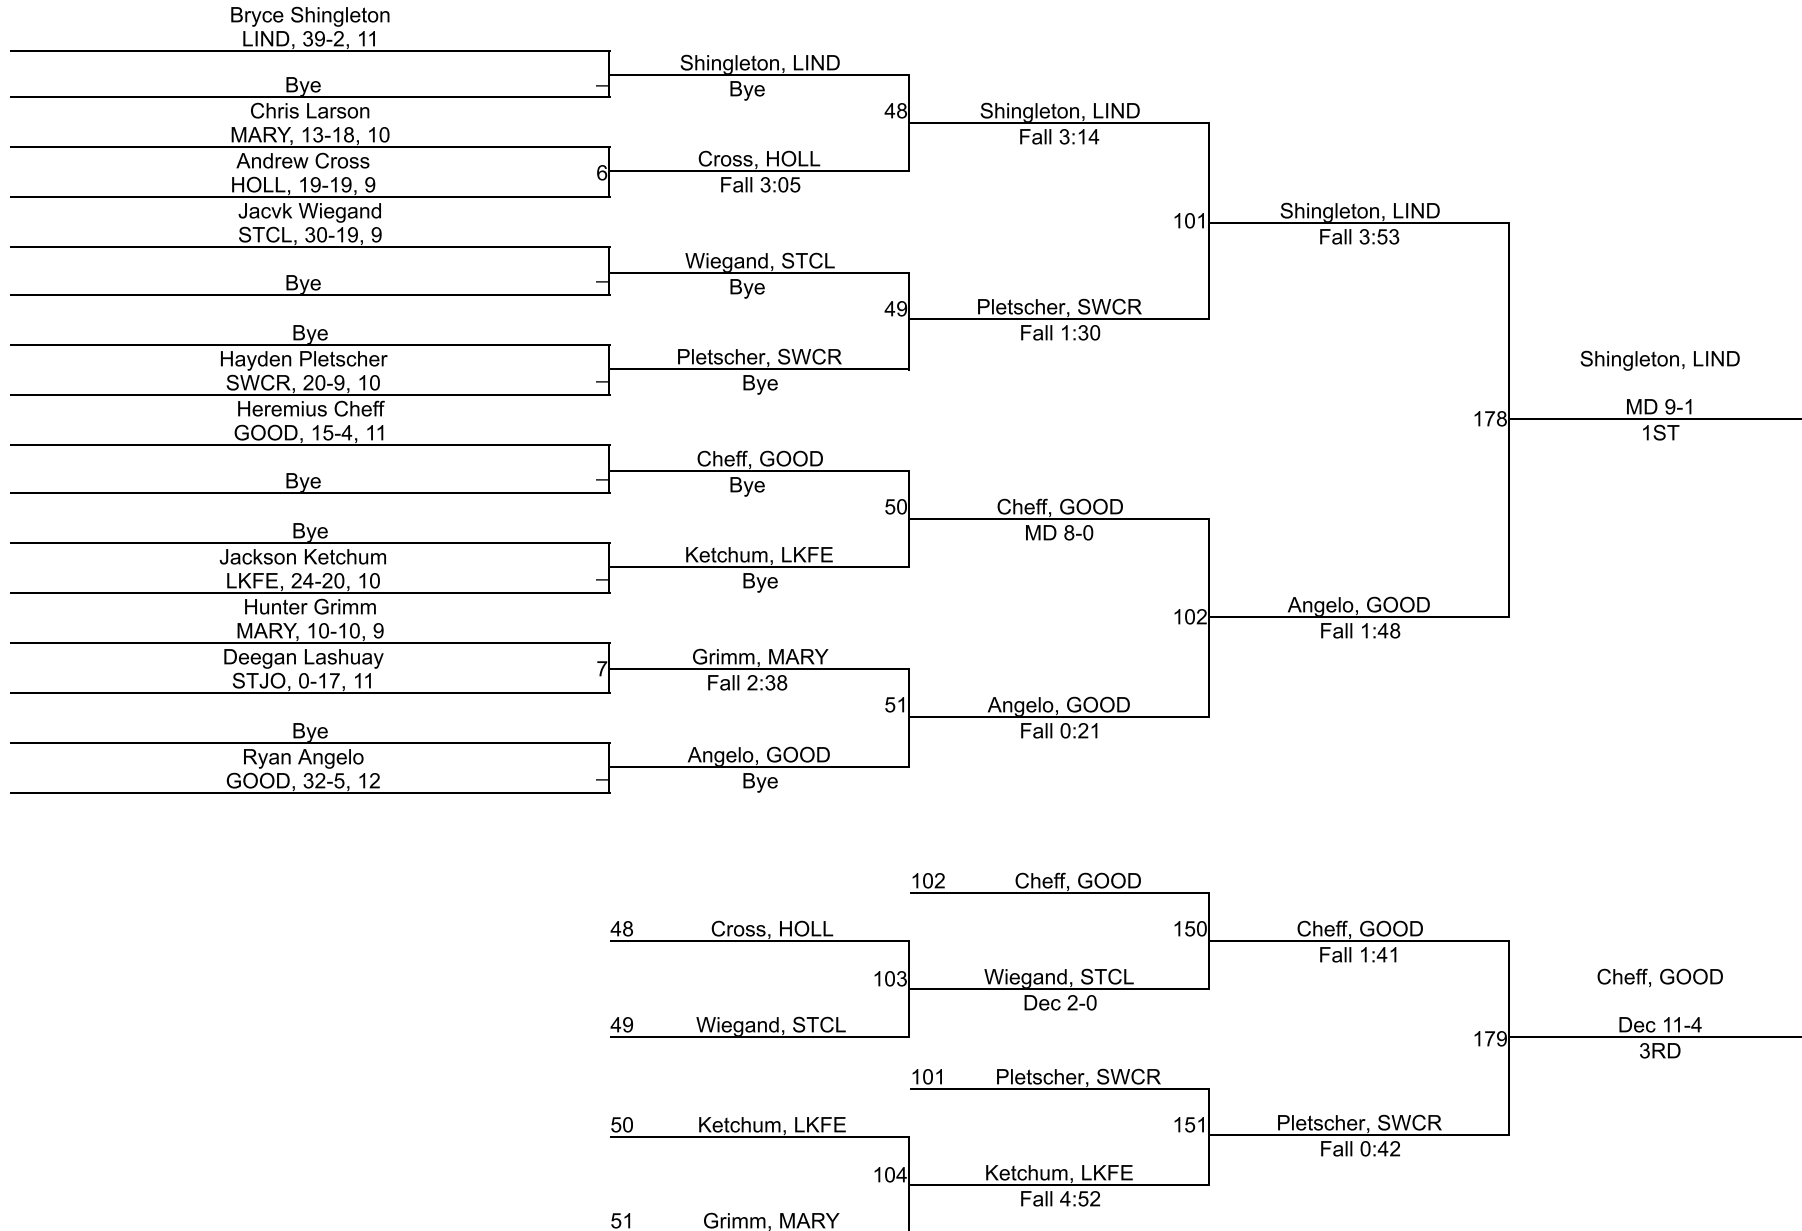 Bryce Shingleton
LIND, 39-2, 11
Bye
Chris Larson
MARY, 13-18, 10
Andrew Cross
HOLL, 19-19, 9
6
Jacvk Wiegand
STCL, 30-19, 9
Bye
Bye
Hayden Pletscher
SWCR, 20-9, 10
Heremius Cheff
GOOD, 15-4, 11
Bye
Bye
Jackson Ketchum
LKFE, 24-20, 10
Hunter Grimm
MARY, 10-10, 9
Deegan Lashuay
STJO, 0-17, 11
7
Bye
Ryan Angelo
GOOD, 32-5, 12
Shingleton, LIND
Bye
48
Cross, HOLL
Fall 3:05
Wiegand, STCL
Bye
49
Pletscher, SWCR
Bye
Cheff, GOOD
Bye
50
Ketchum, LKFE
Bye
Grimm, MARY
Fall 2:38
51
Angelo, GOOD
Bye
Shingleton, LIND
Fall 3:14
101
Pletscher, SWCR
Fall 1:30
Cheff, GOOD
MD 8-0
102
Angelo, GOOD
Fall 0:21
Shingleton, LIND
Fall 3:53
178
Angelo, GOOD
Fall 1:48
Shingleton, LIND
MD 9-1
1ST
48 Cross, HOLL
103
49 Wiegand, STCL
50 Ketchum, LKFE
104
51 Grimm, MARY
102 Cheff, GOOD
150
Wiegand, STCL
Dec 2-0
101 Pletscher, SWCR
151
Ketchum, LKFE
Fall 4:52
Cheff, GOOD
Fall 1:41
179
Pletscher, SWCR
Fall 0:42
Cheff, GOOD
Dec 11-4
3RD